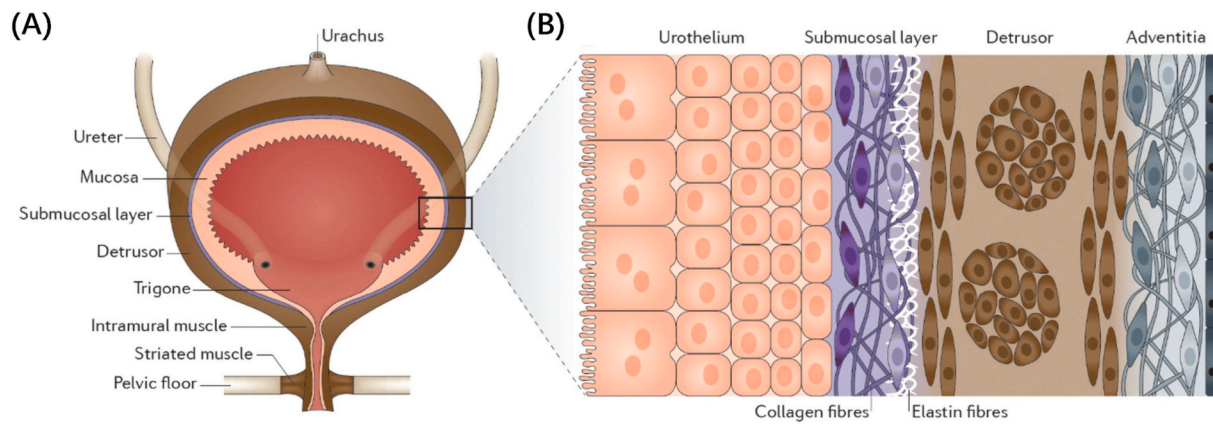 (A)
Urachus
Ureter
Mucosa
Submucosal layer
Detrusor
Trigone
Intramural muscle
Striated muscle
Pelvic floor
(B)
Urothelium
Submucosal layer
Detrusor
Adventitia
Collagen fibres
Elastin fibres